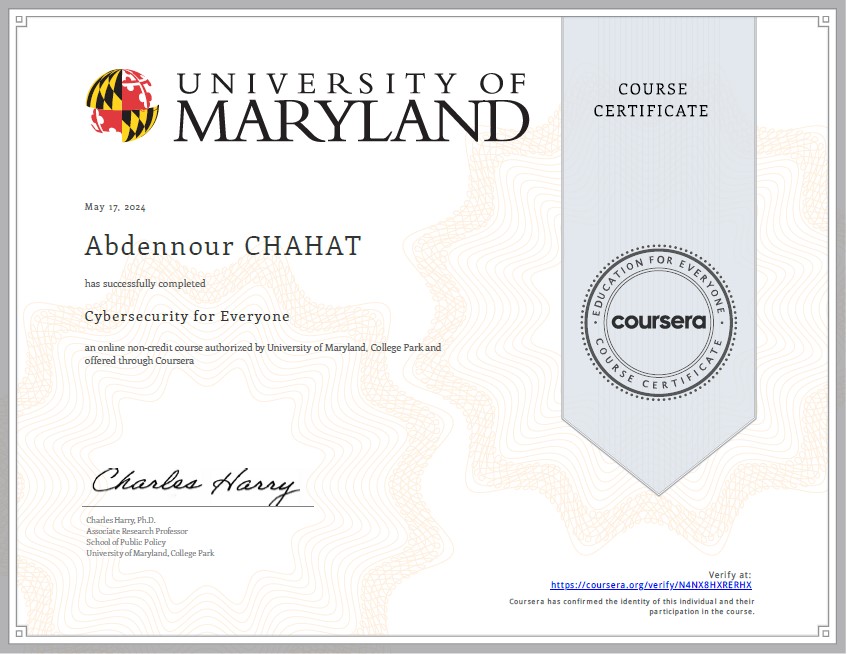 UNIVERSITY OF
MARYLAND
COURSE
CERTIFICATE
May 17, 2024
Abdennour CHAHAT
has successfully completed
Cybersecurity for Everyone
an online non-credit course authorized by University of Maryland, College Park and
offered through Coursera
EDUCATION FOR EVERYONE
coursera
COURSE CERTIFICATE
Charles Harry
Charles Harry, Ph.D.
Associate Research Professor
School of Public Policy
University of Maryland, College Park
Verify at:
https://coursera.org/verify/N4NX8HXRERHX
Coursera has confirmed the identity of this individual and their
participation in the course.